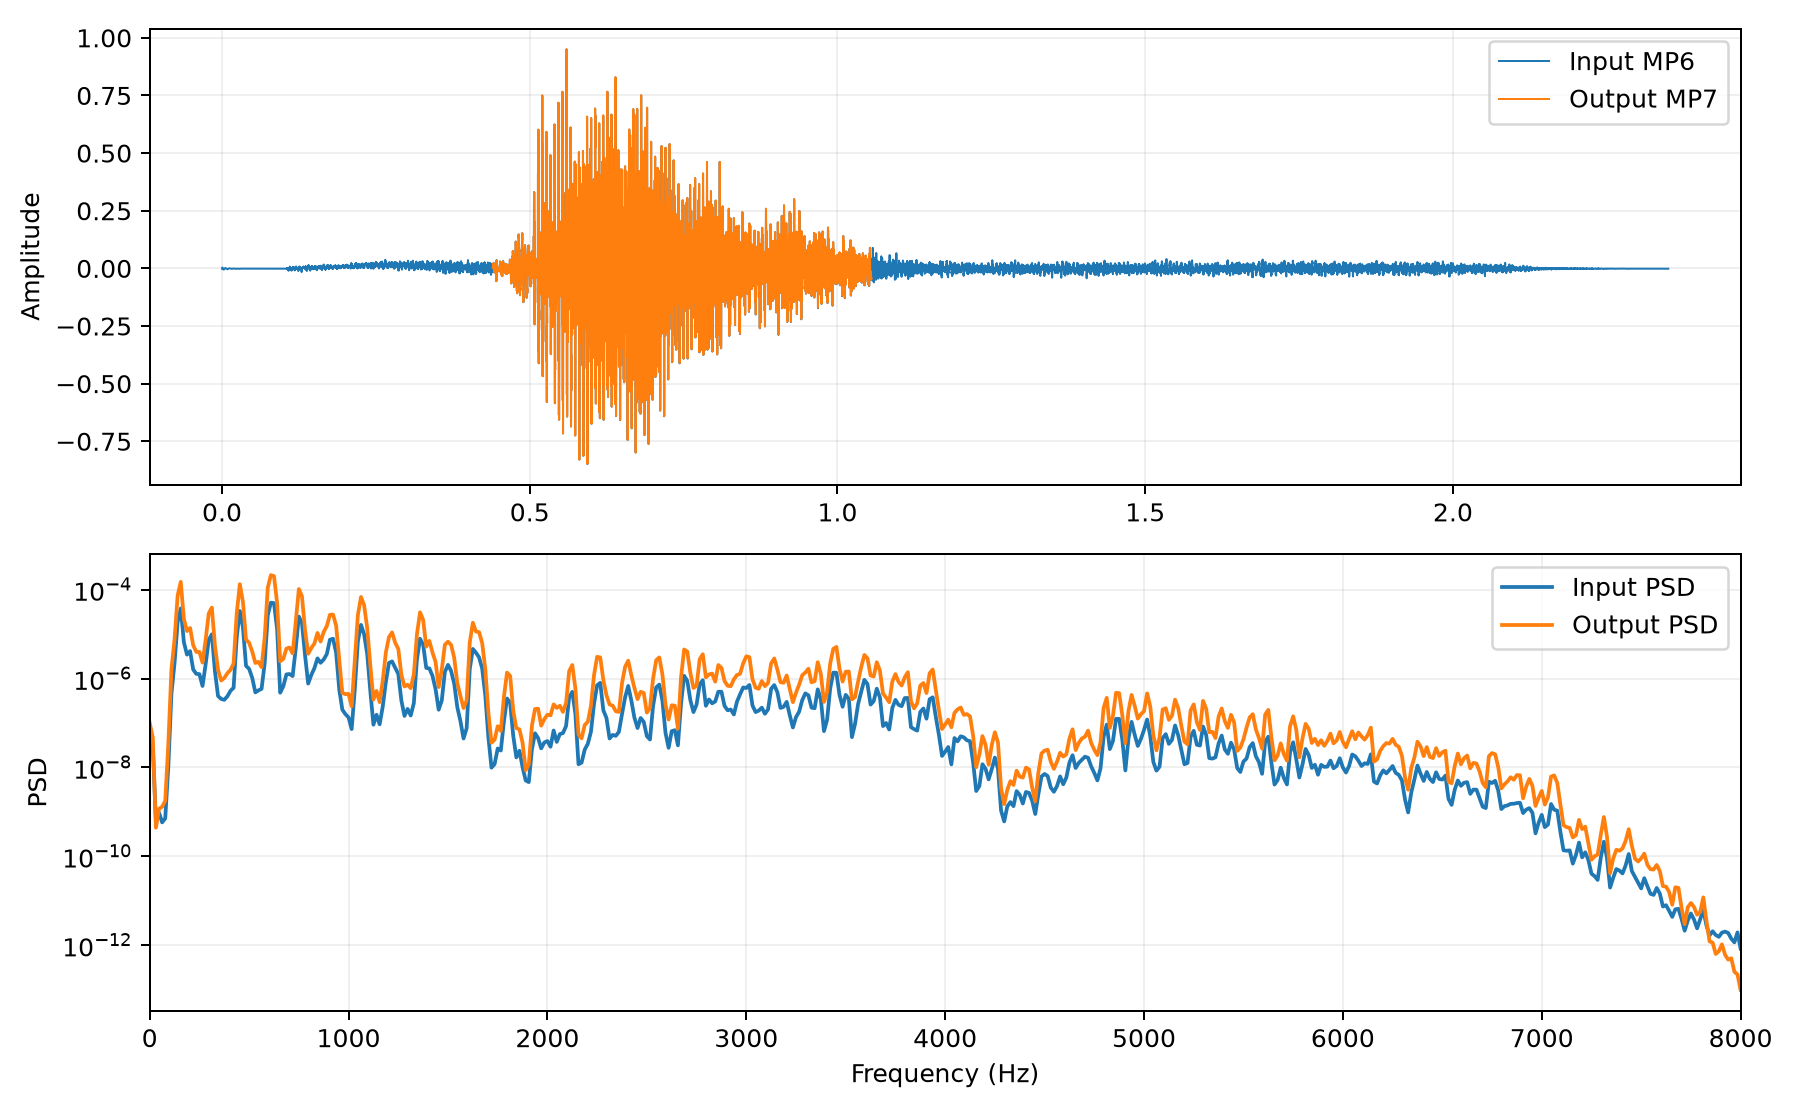 1.00
0.75
0.50
0.25
0.00
−0.25
−0.50
−0.75
Amplitude
Input MP6
Output MP7
0.0 0.5 1.0 1.5 2.0
10⁻⁴
10⁻⁶
10⁻⁸
10⁻¹⁰
10⁻¹²
PSD
Input PSD
Output PSD
0 1000 2000 3000 4000 5000 6000 7000 8000
Frequency (Hz)